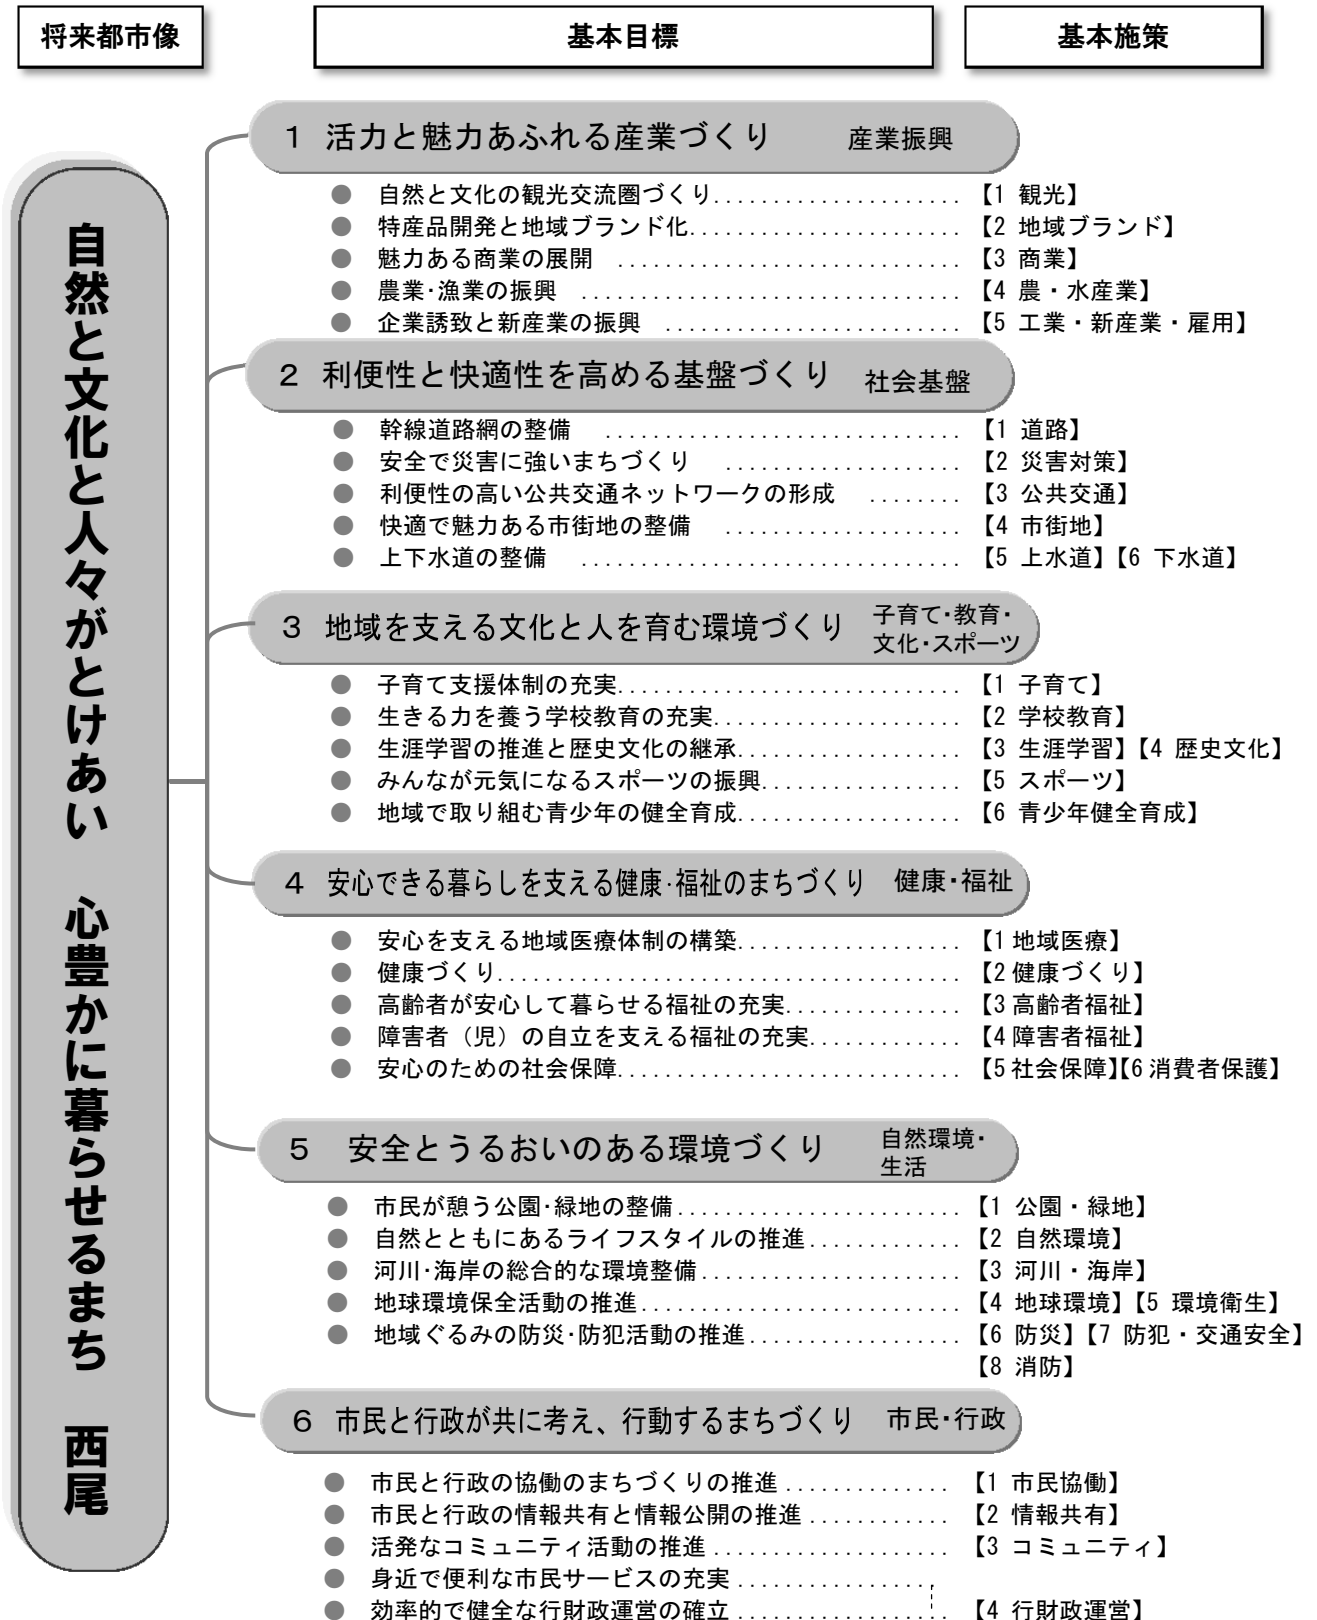 将来都市像 基本目標 基本施策
自然と文化と人々がとけあい 心豊かに暮らせるまち 西尾
1 活力と魅力あふれる産業づくり 産業振興
● 自然と文化の観光交流圏づくり..................... 【1 観光】
● 特産品開発と地域ブランド化....................... 【2 地域ブランド】
● 魅力ある商業の展開 ............................. 【3 商業】
● 農業・漁業の振興 ................................ 【4 農・水産業】
● 企業誘致と新産業の振興 ......................... 【5 工業・新産業・雇用】
2 利便性と快適性を高める基盤づくり 社会基盤
● 幹線道路網の整備 .............................. 【1 道路】
● 安全で災害に強いまちづくり .................... 【2 災害対策】
● 利便性の高い公共交通ネットワークの形成 ........ 【3 公共交通】
● 快適で魅力ある市街地の整備 .................... 【4 市街地】
● 上下水道の整備 ................................ 【5 上水道】【6 下水道】
3 地域を支える文化と人を育む環境づくり 子育て・教育・
文化・スポーツ
● 子育て支援体制の充実............................. 【1 子育て】
● 生きる力を養う学校教育の充実..................... 【2 学校教育】
● 生涯学習の推進と歴史文化の継承................... 【3 生涯学習】【4 歴史文化】
● みんなが元気になるスポーツの振興................. 【5 スポーツ】
● 地域で取り組む青少年の健全育成................... 【6 青少年健全育成】
4 安心できる暮らしを支える健康・福祉のまちづくり 健康・福祉
● 安心を支える地域医療体制の構築................... 【1 地域医療】
● 健康づくり....................................... 【2 健康づくり】
● 高齢者が安心して暮らせる福祉の充実............... 【3 高齢者福祉】
● 障害者（児）の自立を支える福祉の充実............. 【4 障害者福祉】
● 安心のための社会保障............................. 【5 社会保障】【6 消費者保護】
5 安全とうるおいのある環境づくり 自然環境・
生活
● 市民が憩う公園・緑地の整備........................ 【1 公園・緑地】
● 自然とともにあるライフスタイルの推進............. 【2 自然環境】
● 河川・海岸の総合的な環境整備...................... 【3 河川・海岸】
● 地球環境保全活動の推進........................... 【4 地球環境】【5 環境衛生】
● 地域ぐるみの防災・防犯活動の推進.................. 【6 防災】【7 防犯・交通安全】
【8 消防】
6 市民と行政が共に考え、行動するまちづくり 市民・行政
● 市民と行政の協働のまちづくりの推進.............. 【1 市民協働】
● 市民と行政の情報共有と情報公開の推進............ 【2 情報共有】
● 活発なコミュニティ活動の推進.................... 【3 コミュニティ】
● 身近で便利な市民サービスの充実.................
● 効率的で健全な行財政運営の確立.................. 【4 行財政運営】